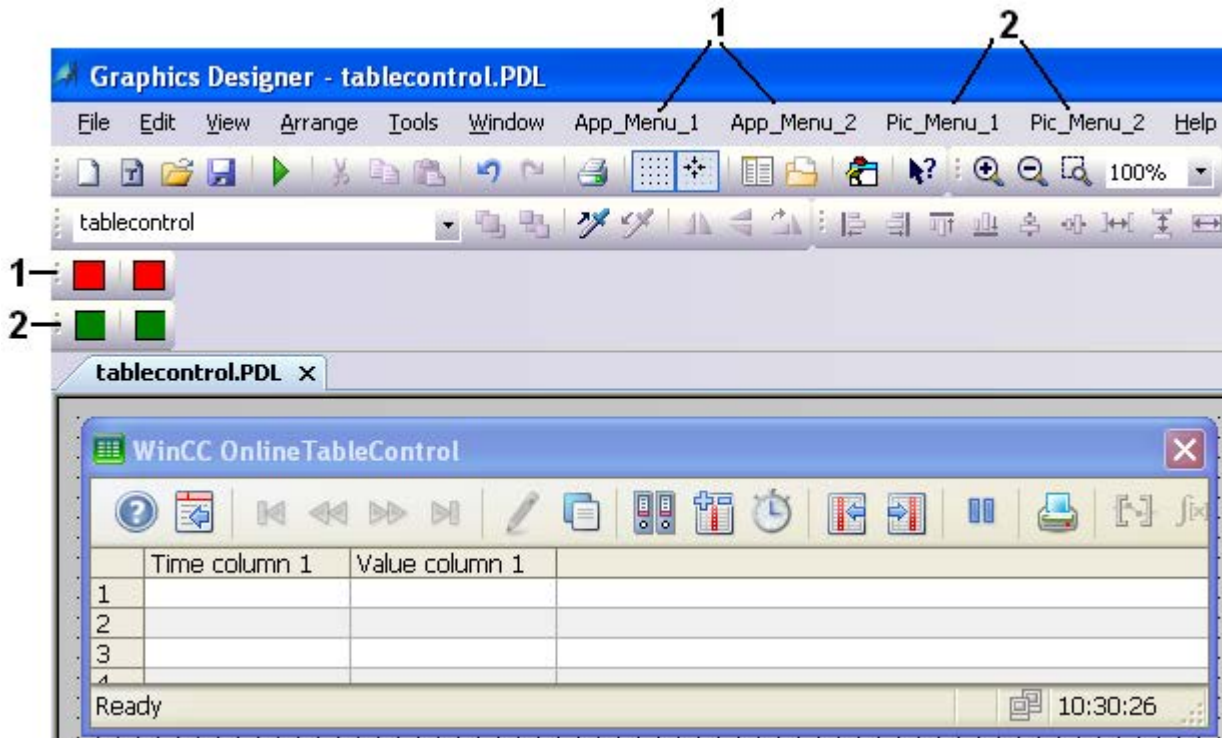 1 2
Graphics Designer - tablecontrol.PDL
File Edit View Arrange Tools Window App_Menu_1 App_Menu_2 Pic_Menu_1 Pic_Menu_2 Help
100%
tablecontrol
1
2
tablecontrol.PDL
WinCC OnlineTableControl
Time column 1 Value column 1
1
2
3
4
Ready 10:30:26